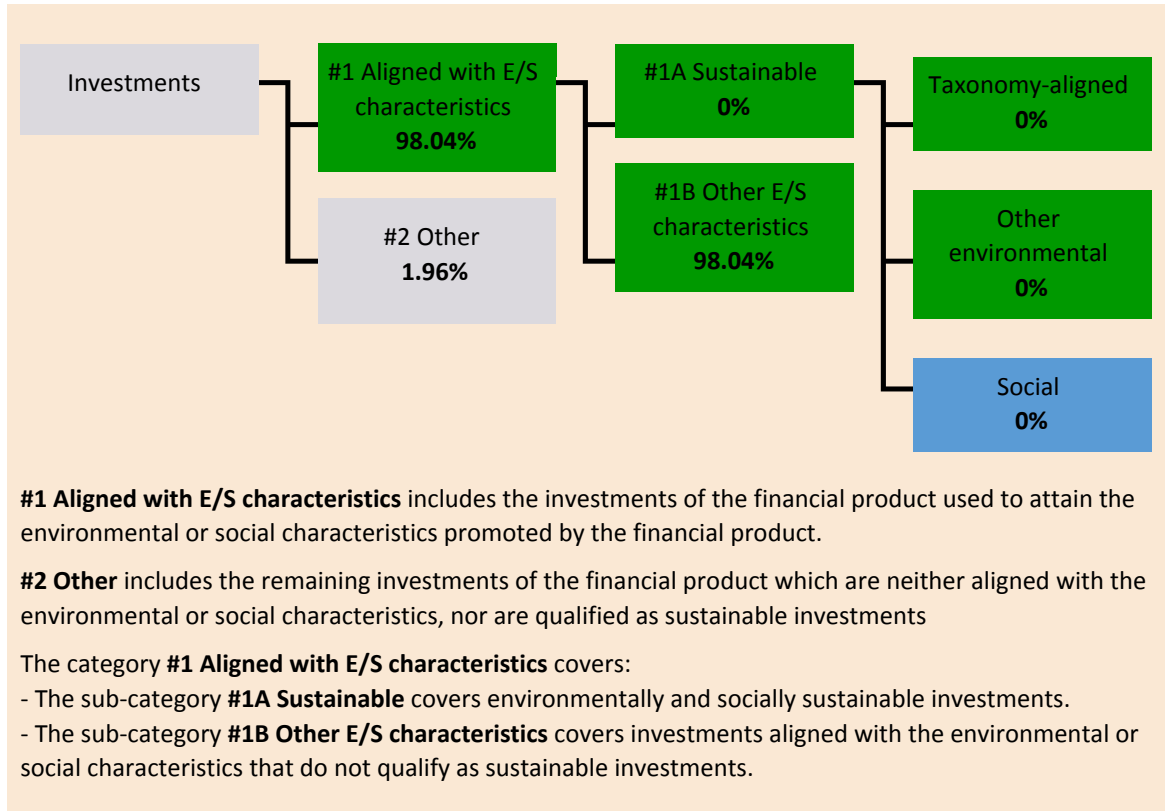 Investments
#1 Aligned with E/S
characteristics
98.04%
#2 Other
1.96%
#1A Sustainable
0%
#1B Other E/S
characteristics
98.04%
Taxonomy-aligned
0%
Other
environmental
0%
Social
0%
#1 Aligned with E/S characteristics includes the investments of the financial product used to attain the
environmental or social characteristics promoted by the financial product.
#2 Other includes the remaining investments of the financial product which are neither aligned with the
environmental or social characteristics, nor are qualified as sustainable investments
The category #1 Aligned with E/S characteristics covers:
- The sub-category #1A Sustainable covers environmentally and socially sustainable investments.
- The sub-category #1B Other E/S characteristics covers investments aligned with the environmental or
social characteristics that do not qualify as sustainable investments.